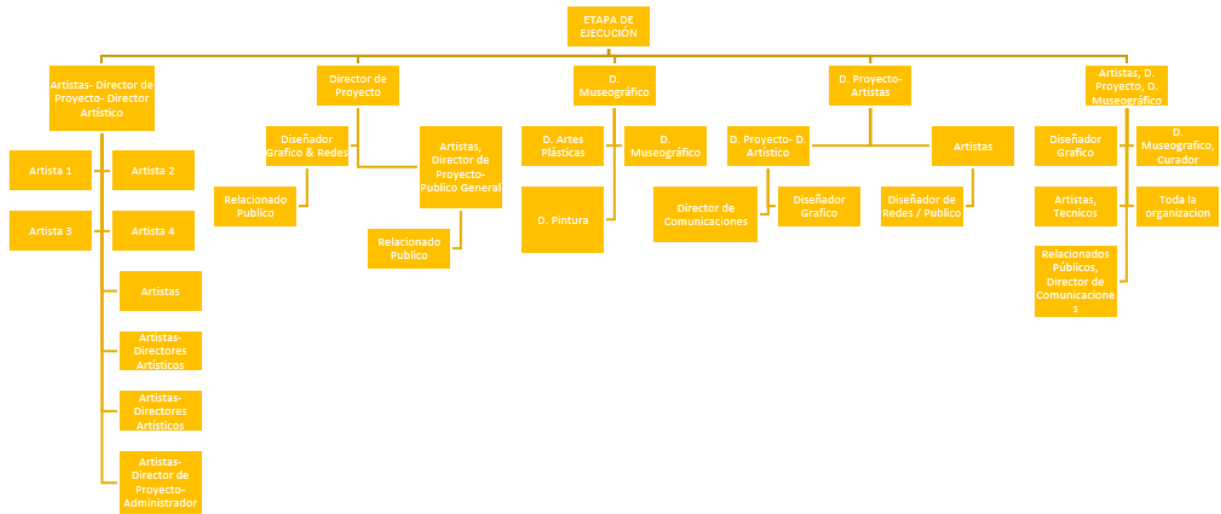 ETAPA DE
EJECUCIÓN
Artistas- Director de
Proyecto- Director
Artístico
Artista 1
Artista 2
Artista 3
Artista 4
Artistas
Artistas-
Directores
Artísticos
Artistas-
Directores
Artísticos
Artistas-
Director de
Proyecto-
Administrador
Director de
Proyecto
Diseñador
Grafico & Redes
Relacionado
Publico
Artistas,
Director de
Proyecto-
Publico General
Relacionado
Publico
D.
Museográfico
D. Artes
Plásticas
D.
Museográfico
D. Pintura
D. Proyecto-
Artistas
D. Proyecto- D.
Artístico
Director de
Comunicaciones
Diseñador
Grafico
Artistas
Diseñador de
Redes / Publico
Artistas, D.
Proyecto, D.
Museográfico
Diseñador
Grafico
D.
Museografico,
Curador
Artistas,
Tecnicos
Toda la
organizacion
Relacionados
Públicos,
Director de
Comunicacione
s